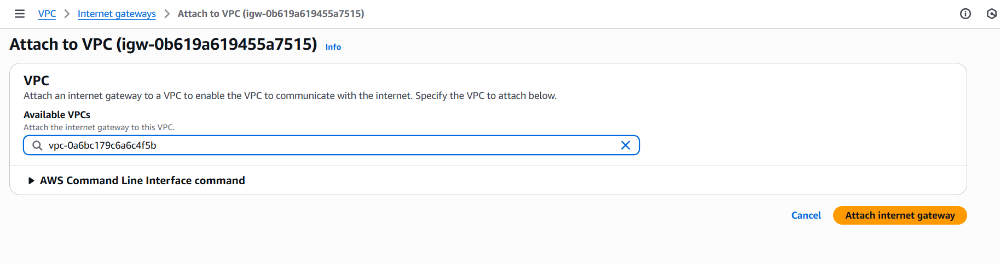 VPC > Internet gateways > Attach to VPC (igw-0b619a619455a7515)
Attach to VPC (igw-0b619a619455a7515) Info
VPC
Attach an internet gateway to a VPC to enable the VPC to communicate with the internet. Specify the VPC to attach below.
Available VPCs
Attach the internet gateway to this VPC.
vpc-0a6bc179c6a6c4f5b
AWS Command Line Interface command
Cancel Attach internet gateway